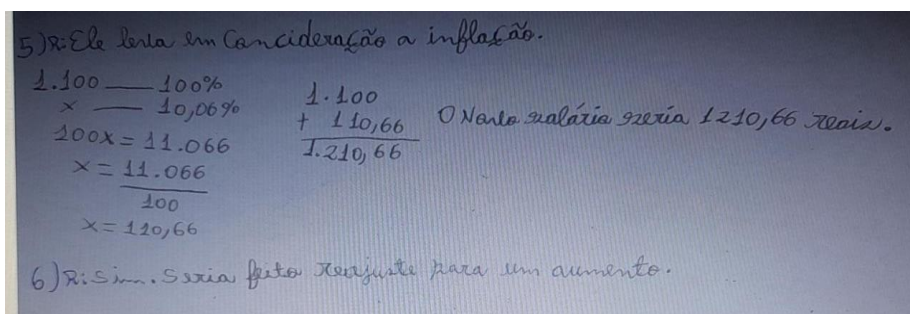 5)R: Ele leva em Concideração a inflação.
1.100 — 100%
x — 10,06%
100x = 11.066
x = 11.066
100
x = 110,66
1.100
+ 110,66
1.210,66
O Novo salário seria 1210,66 reais.
6)R: Sim. Seria feito reajuste para um aumento.